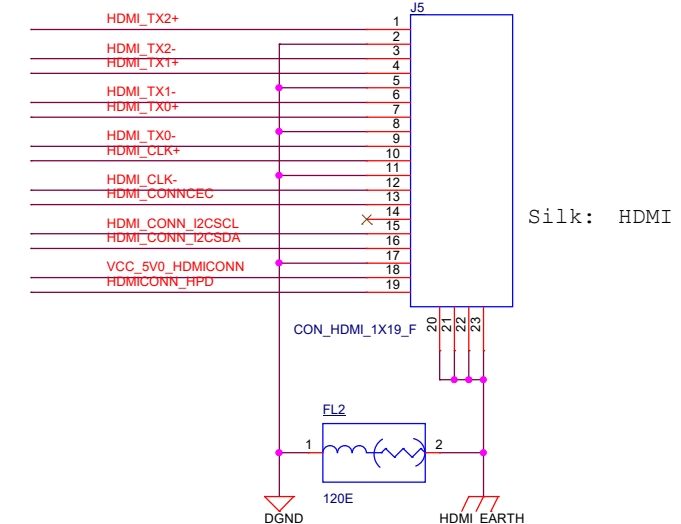 J5
HDMI_TX2+ 1
2
HDMI_TX2- 3
HDMI_TX1+ 4
5
HDMI_TX1- 6
HDMI_TX0+ 7
8
HDMI_TX0- 9
HDMI_CLK+ 10
11
HDMI_CLK- 12
HDMI_CONNCEC 13
14
HDMI_CONN_I2CSCL 15
HDMI_CONN_I2CSDA 16
17
VCC_5V0_HDMICONN 18
HDMICONN_HPD 19
Silk: HDMI
CON_HDMI_1X19_F
20 21 22 23
FL2
1 2
120E
DGND
HDMI_EARTH